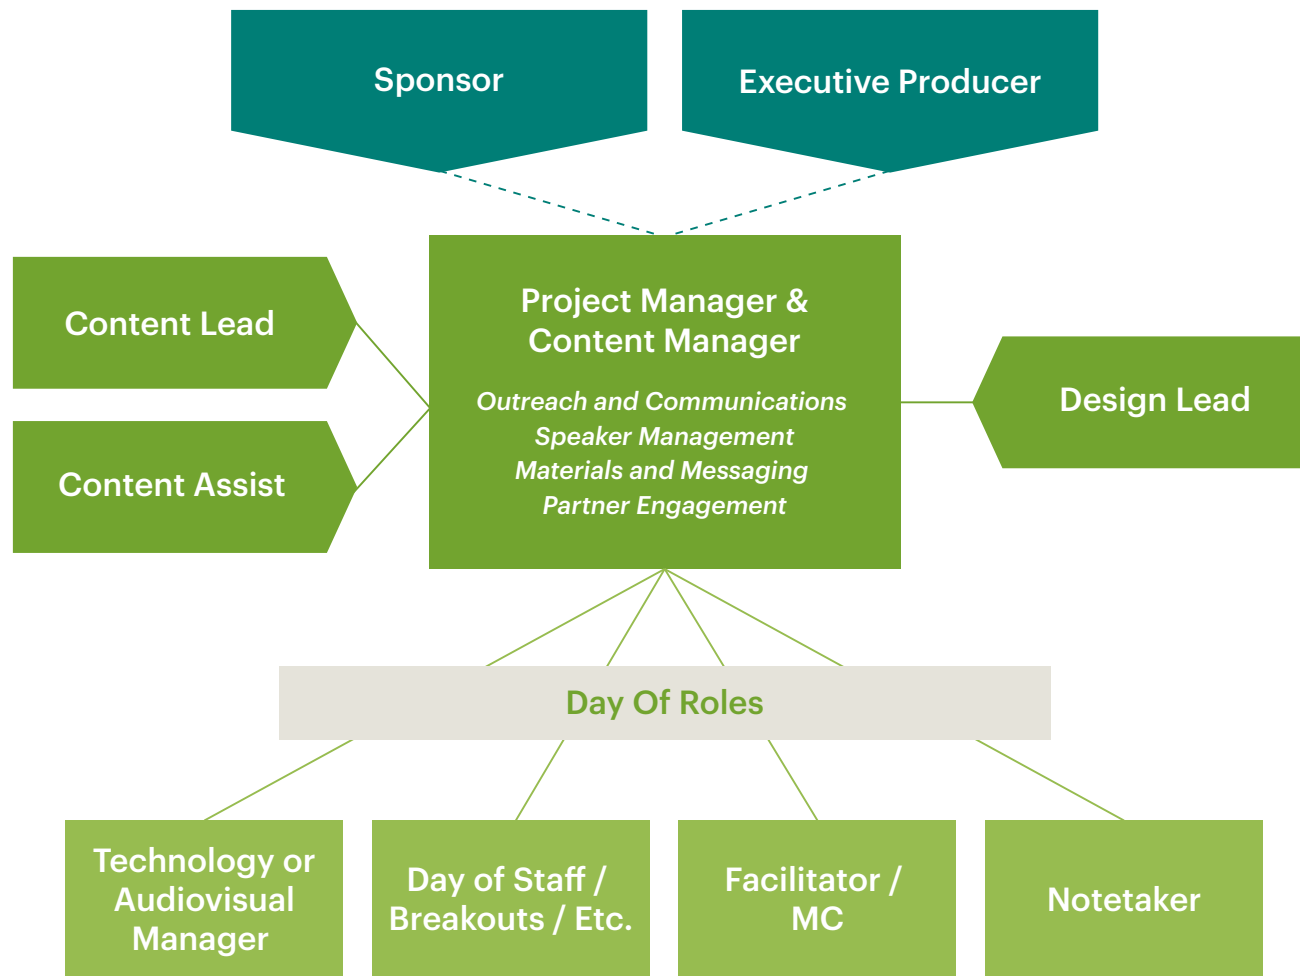 Sponsor
Executive Producer
Content Lead
Content Assist
Project Manager &
Content Manager
Outreach and Communications
Speaker Management
Materials and Messaging
Partner Engagement
Design Lead
Day Of Roles
Technology or
Audiovisual
Manager
Day of Staff /
Breakouts / Etc.
Facilitator /
MC
Notetaker